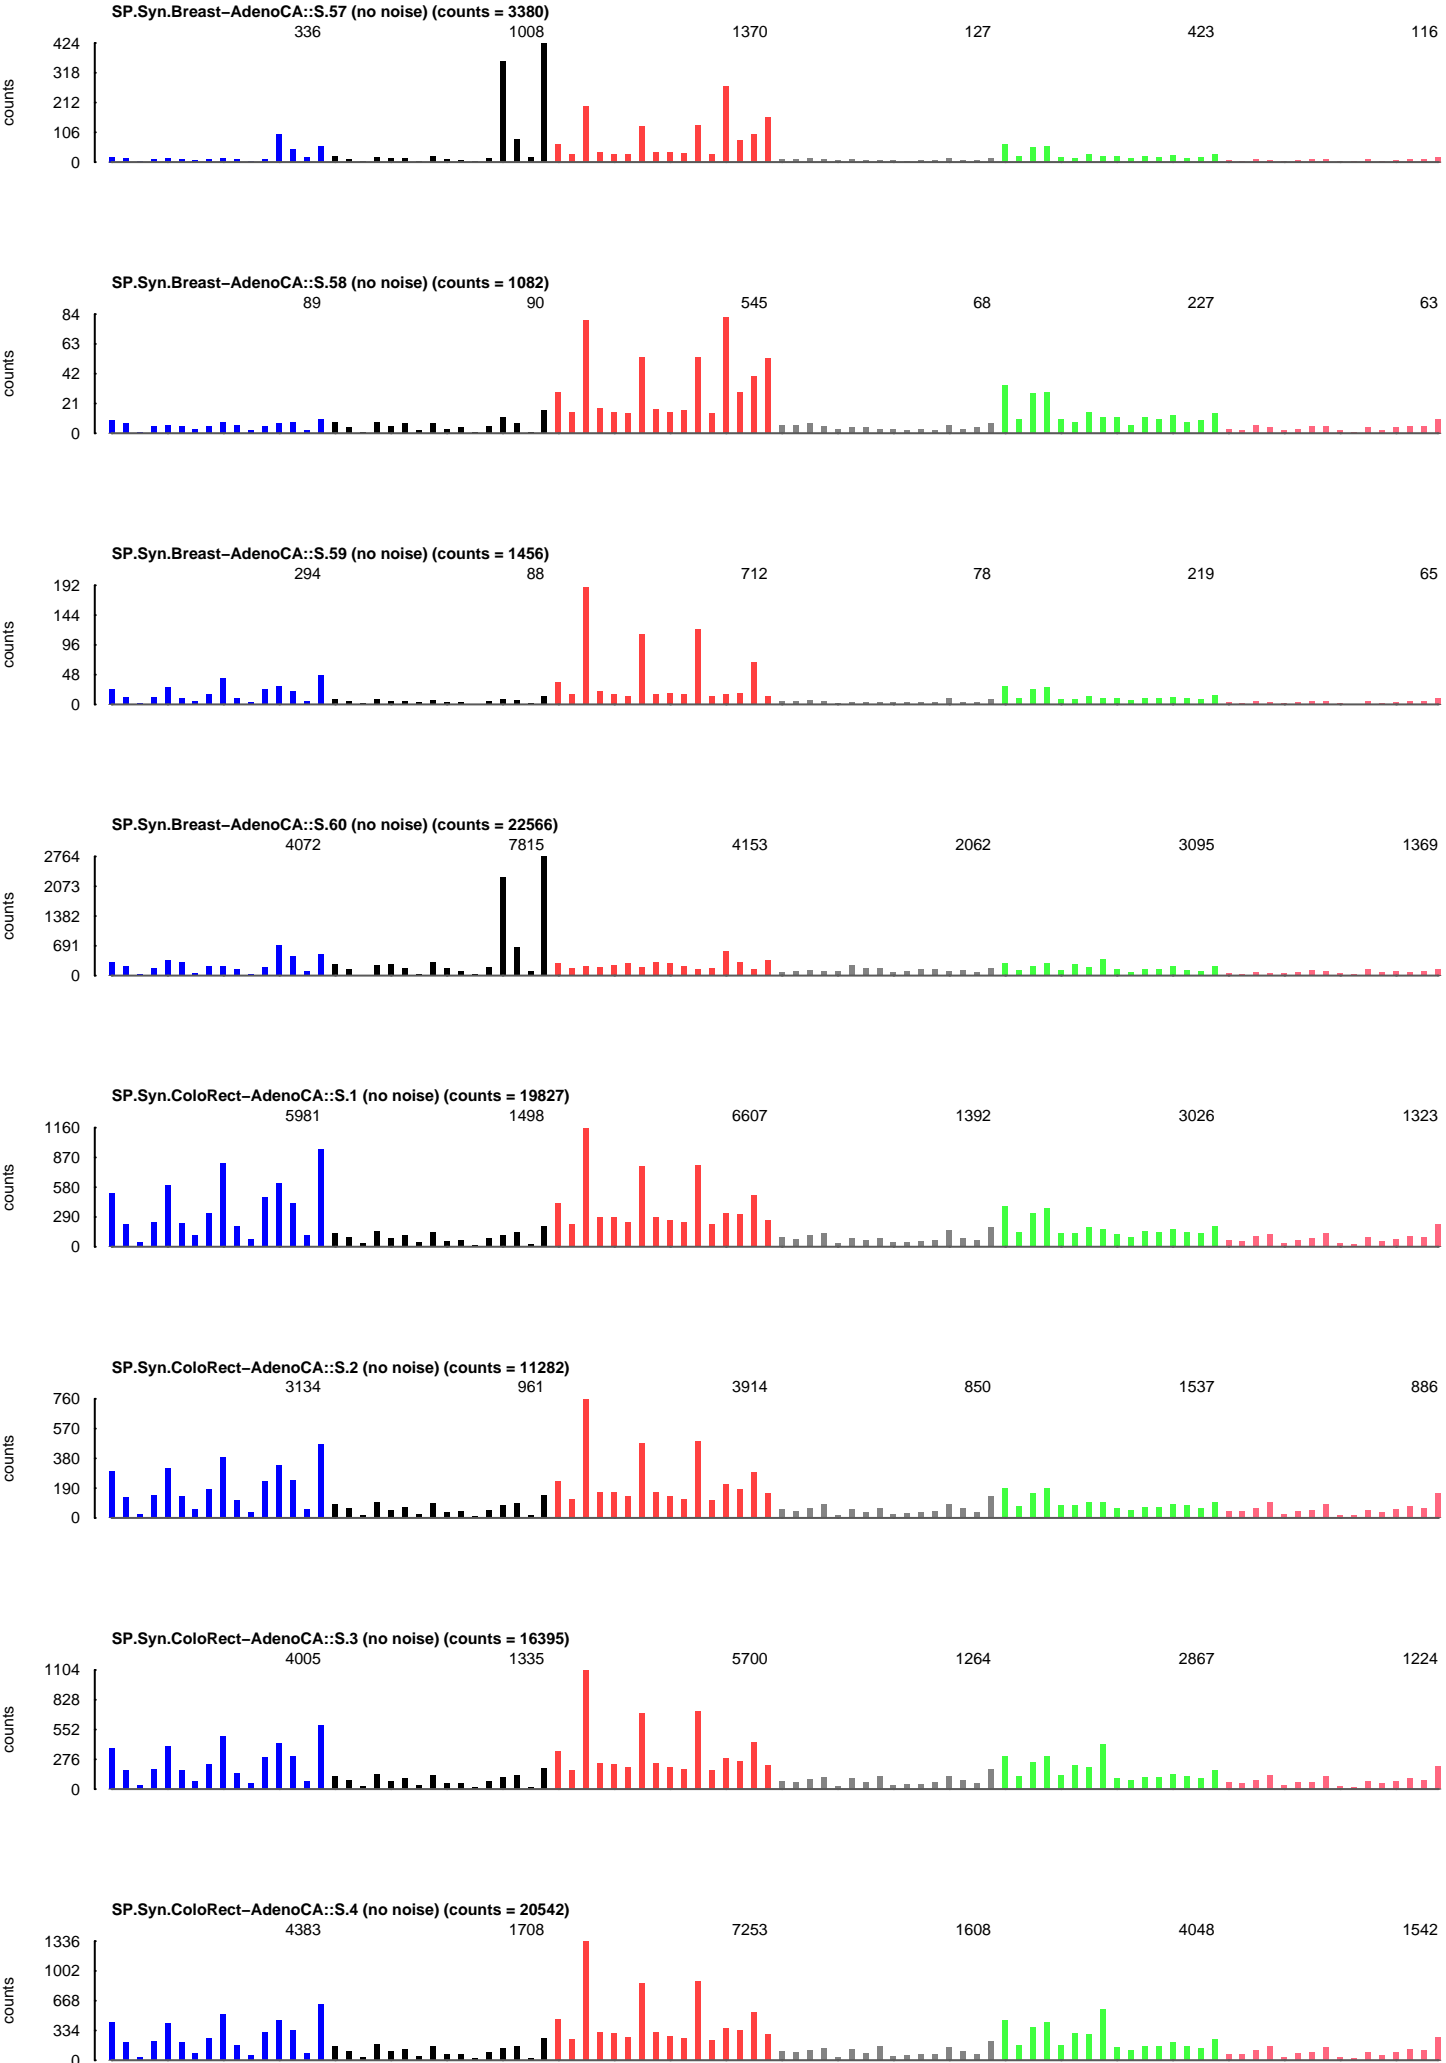 SP.Syn.Breast−AdenoCA::S.57 (no noise) (counts = 3380)
336 1008 1370 127 423 116
424
318
212
106
0
counts
SP.Syn.Breast−AdenoCA::S.58 (no noise) (counts = 1082)
89 90 545 68 227 63
84
63
42
21
0
counts
SP.Syn.Breast−AdenoCA::S.59 (no noise) (counts = 1456)
294 88 712 78 219 65
192
144
96
48
0
counts
SP.Syn.Breast−AdenoCA::S.60 (no noise) (counts = 22566)
4072 7815 4153 2062 3095 1369
2764
2073
1382
691
0
counts
SP.Syn.ColoRect−AdenoCA::S.1 (no noise) (counts = 19827)
5981 1498 6607 1392 3026 1323
1160
870
580
290
0
counts
SP.Syn.ColoRect−AdenoCA::S.2 (no noise) (counts = 11282)
3134 961 3914 850 1537 886
760
570
380
190
0
counts
SP.Syn.ColoRect−AdenoCA::S.3 (no noise) (counts = 16395)
4005 1335 5700 1264 2867 1224
1104
828
552
276
0
counts
SP.Syn.ColoRect−AdenoCA::S.4 (no noise) (counts = 20542)
4383 1708 7253 1608 4048 1542
1336
1002
668
334
0
counts